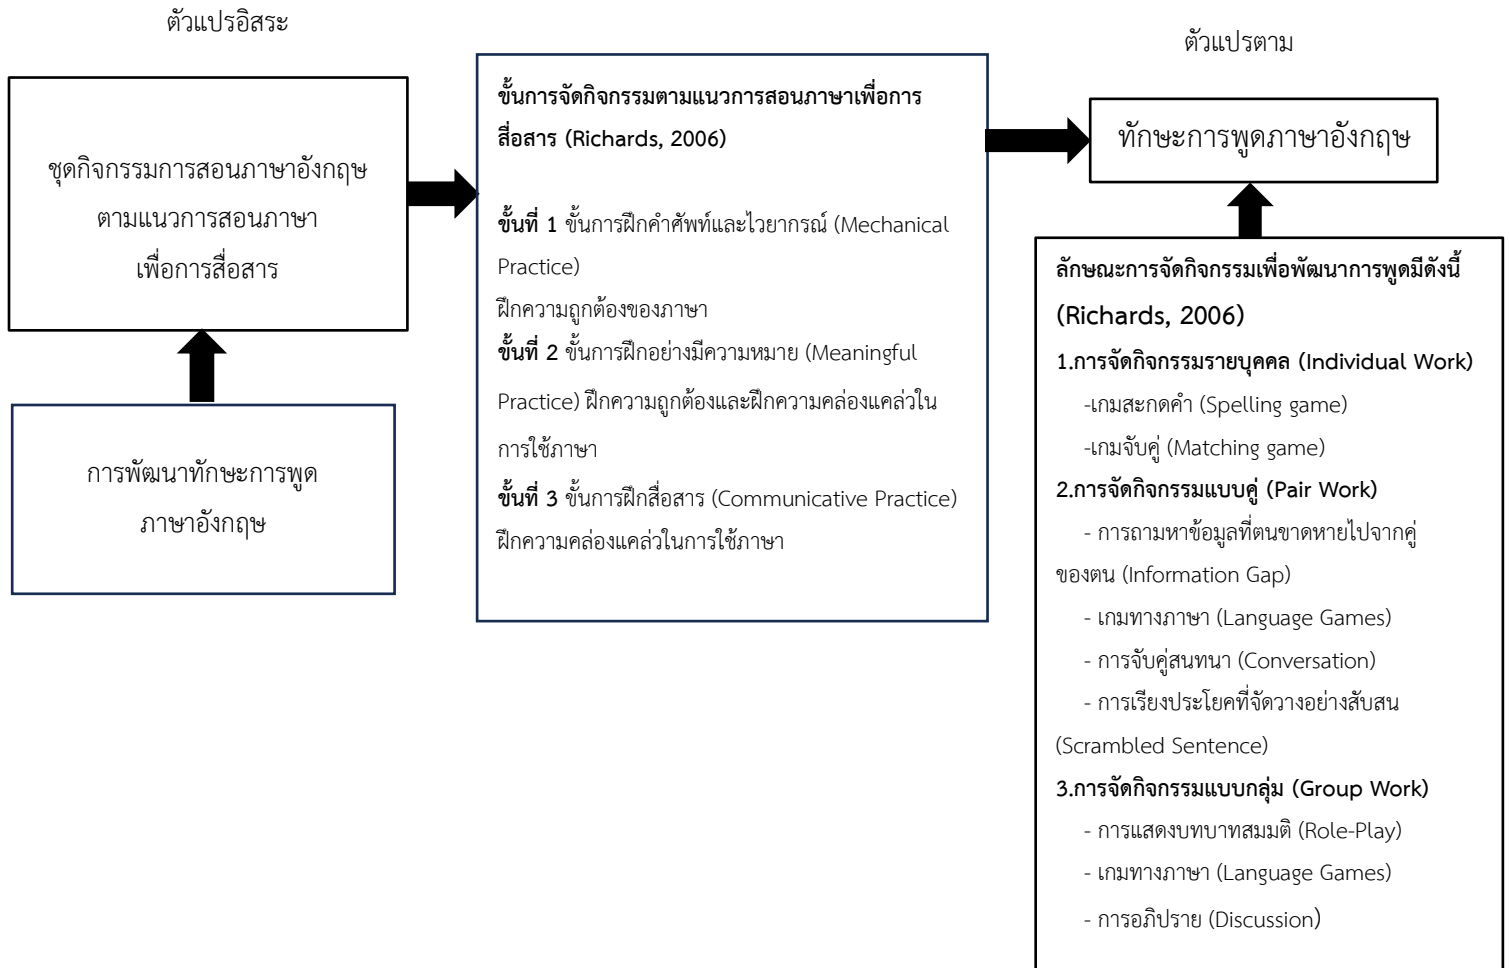 ตัวแปรอิสระ
ชุดกิจกรรมการสอนภาษาอังกฤษ
ตามแนวการสอนภาษา
เพื่อการสื่อสาร
การพัฒนาทักษะการพูด
ภาษาอังกฤษ
ขั้นการจัดกิจกรรมตามแนวการสอนภาษาเพื่อการ
สื่อสาร (Richards, 2006)
ขั้นที่ 1 ขั้นการฝึกคำศัพท์และไวยากรณ์ (Mechanical
Practice)
ฝึกความถูกต้องของภาษา
ขั้นที่ 2 ขั้นการฝึกอย่างมีความหมาย (Meaningful
Practice) ฝึกความถูกต้องและฝึกความคล่องแคล่วใน
การใช้ภาษา
ขั้นที่ 3 ขั้นการฝึกสื่อสาร (Communicative Practice)
ฝึกความคล่องแคล่วในการใช้ภาษา
ตัวแปรตาม
ทักษะการพูดภาษาอังกฤษ
ลักษณะการจัดกิจกรรมเพื่อพัฒนาการพูดมีดังนี้
(Richards, 2006)
1.การจัดกิจกรรมรายบุคคล (Individual Work)
-เกมสะกดคำ (Spelling game)
-เกมจับคู่ (Matching game)
2.การจัดกิจกรรมแบบคู่ (Pair Work)
- การถามหาข้อมูลที่ตนขาดหายไปจากคู่
ของตน (Information Gap)
- เกมทางภาษา (Language Games)
- การจับคู่สนทนา (Conversation)
- การเรียงประโยคที่จัดวางอย่างสับสน
(Scrambled Sentence)
3.การจัดกิจกรรมแบบกลุ่ม (Group Work)
- การแสดงบทบาทสมมติ (Role-Play)
- เกมทางภาษา (Language Games)
- การอภิปราย (Discussion)